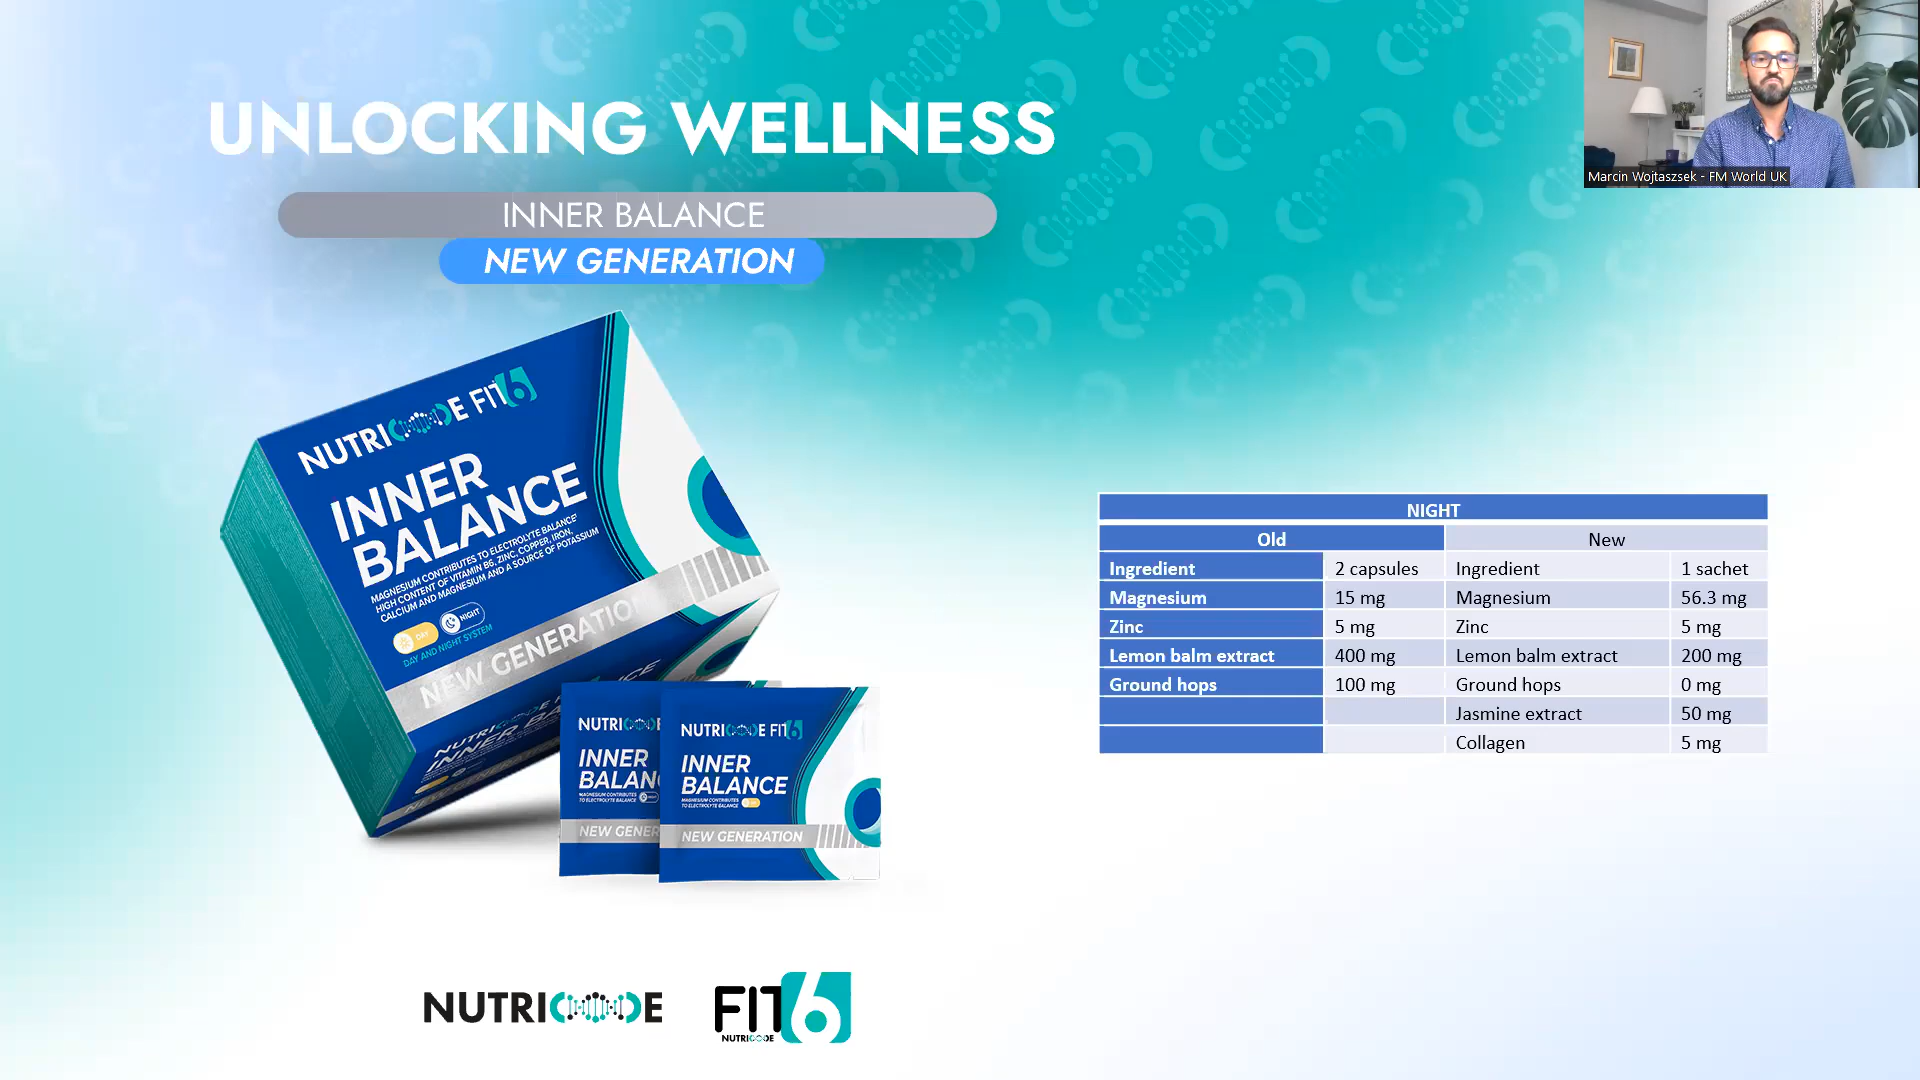 UNLOCKING WELLNESS
INNER BALANCE
NEW GENERATION
Marcin Wojtaszsek - FM World UK
NUTRICODE FIT6
INNER
BALANCE
MAGNESIUM CONTRIBUTES TO ELECTROLYTE BALANCE
HIGH CONTENT OF VITAMIN B6, ZINC, COPPER, IRON,
CALCIUM AND MAGNESIUM AND A SOURCE OF POTASSIUM
DAY NIGHT
DAY AND NIGHT SYSTEM
NEW GENERATION
NUTRICODE
INNER
BALAN
MAGNESIUM CONTRIBUTES
TO ELECTROLYTE BALANCE
NEW GENER
NUTRICODE FIT6
INNER
BALANCE
MAGNESIUM CONTRIBUTES
TO ELECTROLYTE BALANCE
NEW GENERATION
NIGHT
Old New
Ingredient 2 capsules Ingredient 1 sachet
Magnesium 15 mg Magnesium 56.3 mg
Zinc 5 mg Zinc 5 mg
Lemon balm extract 400 mg Lemon balm extract 200 mg
Ground hops 100 mg Ground hops 0 mg
Jasmine extract 50 mg
Collagen 5 mg
NUTRICODE
FIT6
NUTRICODE